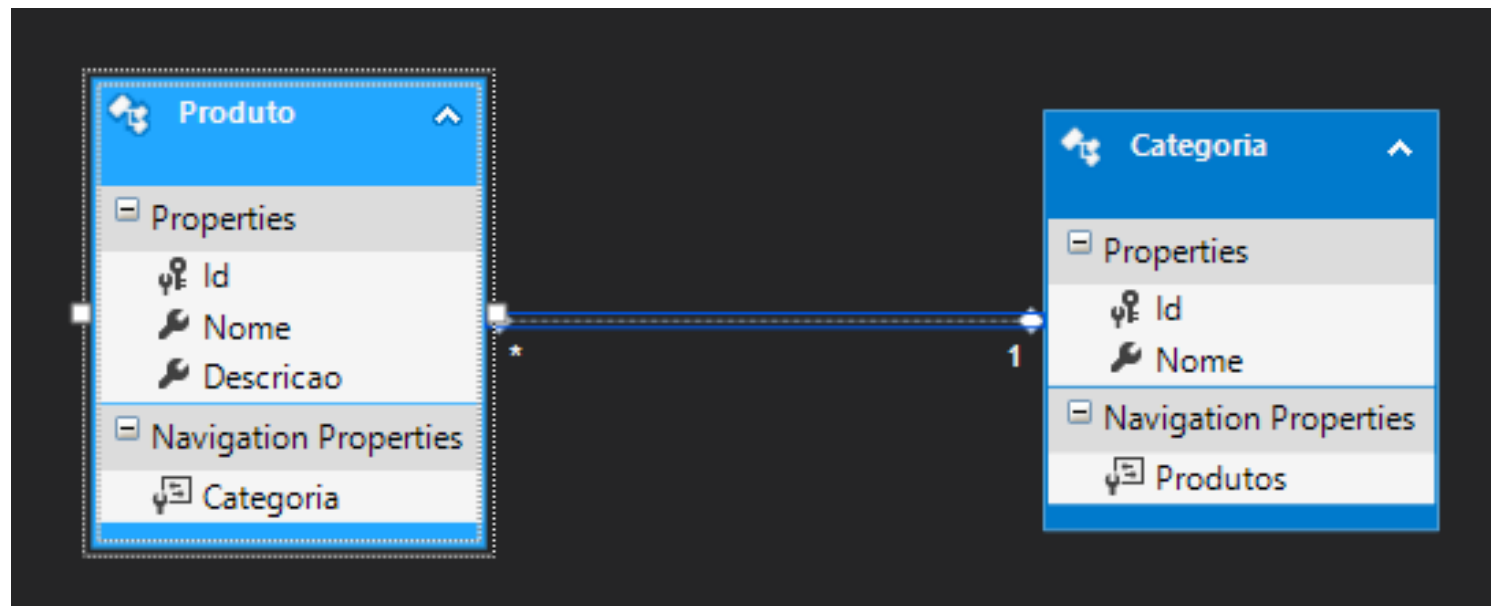 Produto
Properties
Id
Nome
Descricao
Navigation Properties
Categoria
*
1
Categoria
Properties
Id
Nome
Navigation Properties
Produtos